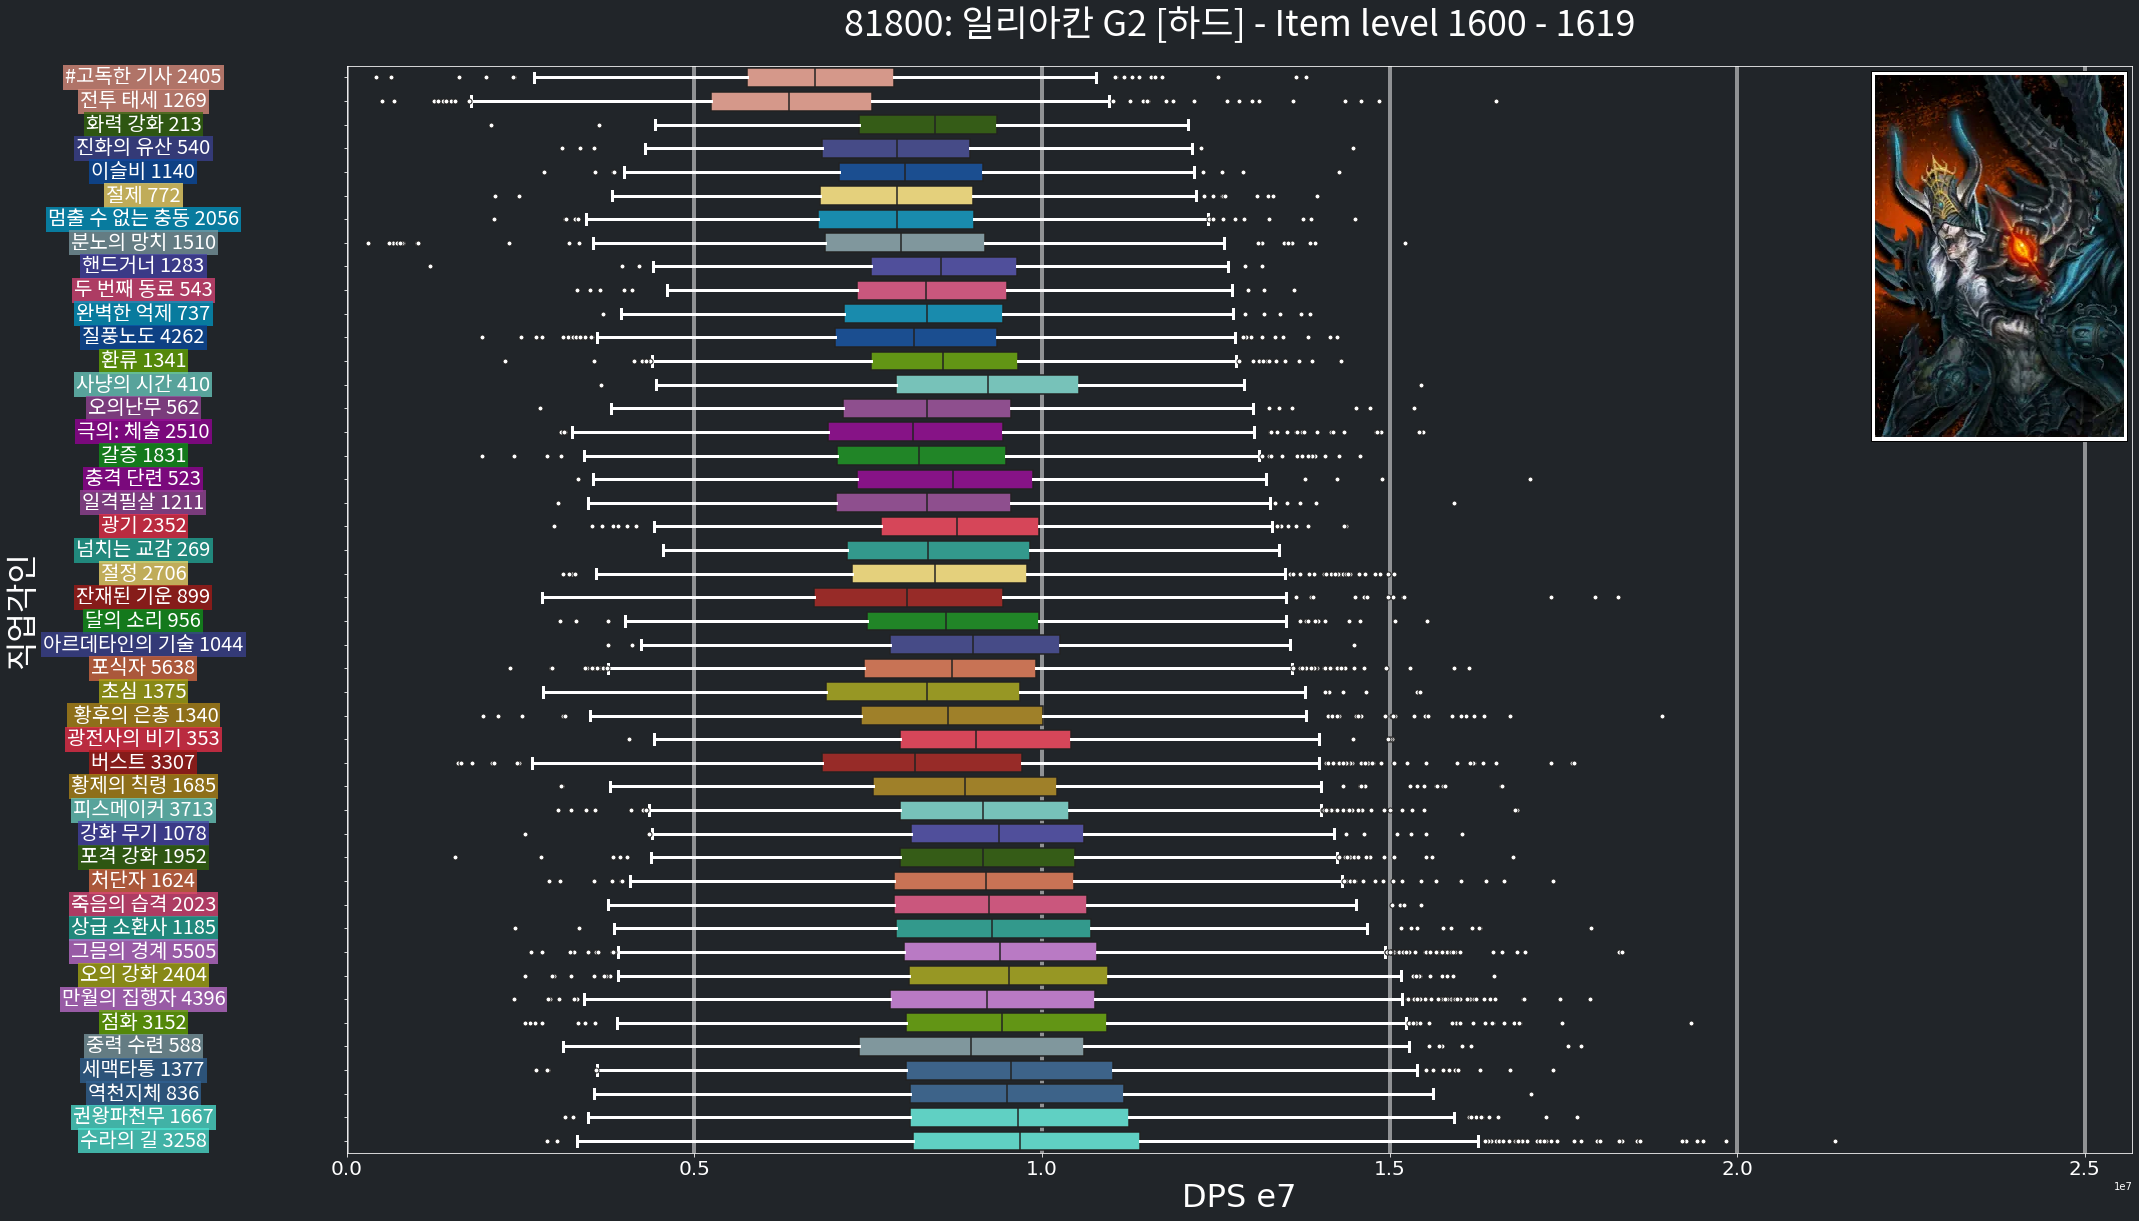 81800: 일리아칸 G2 [하드] - Item level 1600 - 1619
직업각인
#고독한 기사 2405
전투 태세 1269
화력 강화 213
진화의 유산 540
이슬비 1140
절제 772
멈출 수 없는 충동 2056
분노의 망치 1510
핸드거너 1283
두 번째 동료 543
완벽한 억제 737
질풍노도 4262
환류 1341
사냥의 시간 410
오의난무 562
극의: 체술 2510
갈증 1831
충격 단련 523
일격필살 1211
광기 2352
넘치는 교감 269
절정 2706
잔재된 기운 899
달의 소리 956
아르데타인의 기술 1044
포식자 5638
초심 1375
황후의 은총 1340
광전사의 비기 353
버스트 3307
황제의 칙령 1685
피스메이커 3713
강화 무기 1078
포격 강화 1952
처단자 1624
죽음의 습격 2023
상급 소환사 1185
그믐의 경계 5505
오의 강화 2404
만월의 집행자 4396
점화 3152
중력 수련 588
세맥타통 1377
역천지체 836
권왕파천무 1667
수라의 길 3258
0.0 0.5 1.0 1.5 2.0 2.5
DPS e7
1e7